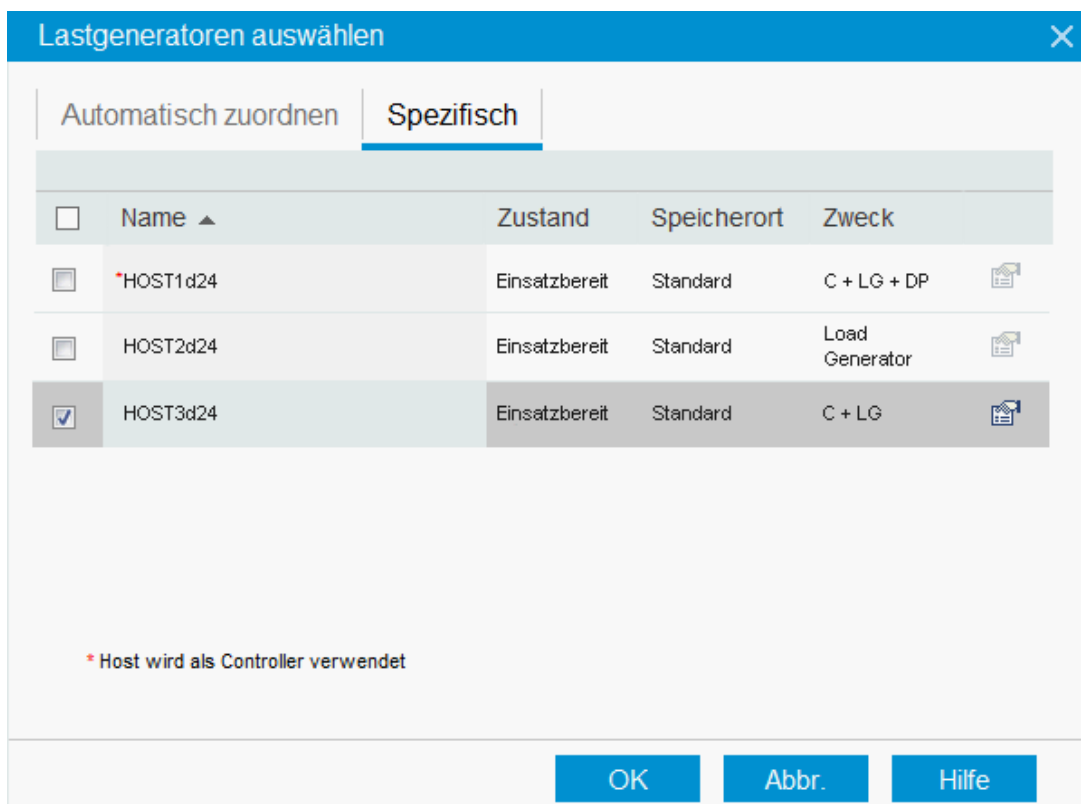 Lastgeneratoren auswählen
Automatisch zuordnen Spezifisch
Name Zustand Speicherort Zweck
*HOST1d24 Einsatzbereit Standard C + LG + DP
HOST2d24 Einsatzbereit Standard Load Generator
HOST3d24 Einsatzbereit Standard C + LG
* Host wird als Controller verwendet
OK Abbr. Hilfe